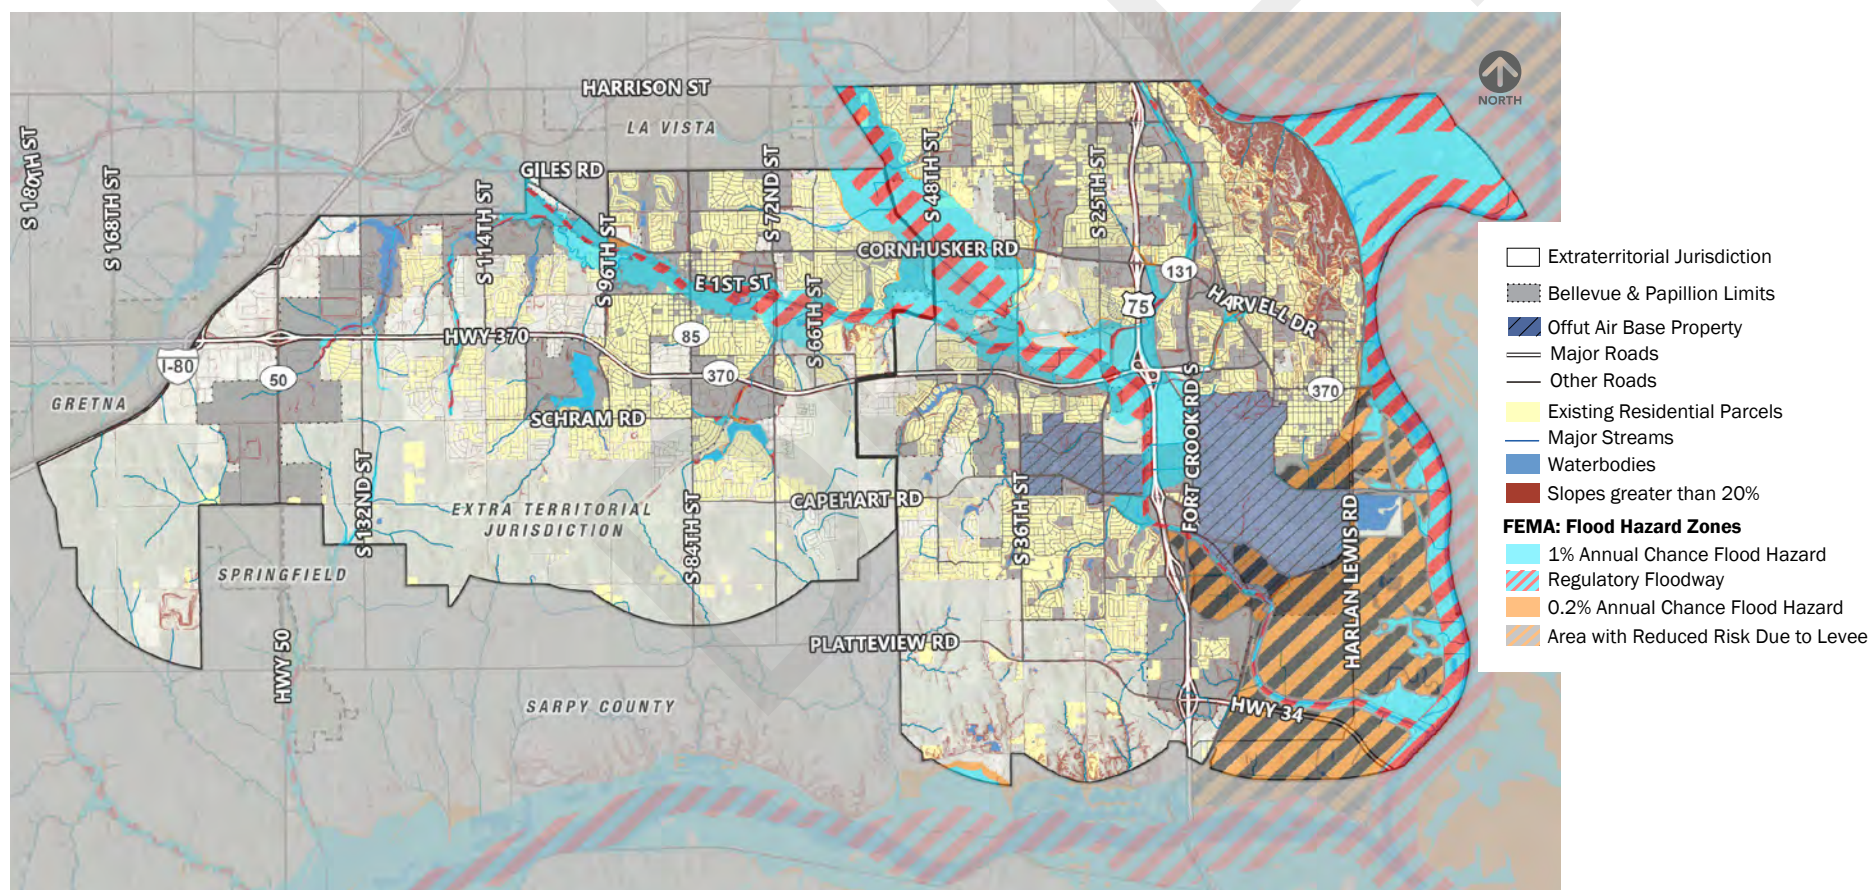 HARRISON ST
LA VISTA
NORTH
S 180TH ST
S 168TH ST
GILES RD
S 114TH ST
S 96TH ST
S 72ND ST
S 48TH ST
S 25TH ST
CORNHUSKER RD
E 1ST ST
S 66TH ST
131
75
HARVELL DR
HWY 370
85
I-80
50
370
370
GRETNA
SCHRAM RD
S 132ND ST
EXTRA TERRITORIAL
JURISDICTION
S 84TH ST
CAPEHART RD
S 36TH ST
FORT CROOK RD S
HARLAN LEWIS RD
SPRINGFIELD
HWY 50
PLATTEVIEW RD
SARPY COUNTY
HWY 34
Extraterritorial Jurisdiction
Bellevue & Papillion Limits
Offut Air Base Property
Major Roads
Other Roads
Existing Residential Parcels
Major Streams
Waterbodies
Slopes greater than 20%
FEMA: Flood Hazard Zones
1% Annual Chance Flood Hazard
Regulatory Floodway
0.2% Annual Chance Flood Hazard
Area with Reduced Risk Due to Levee